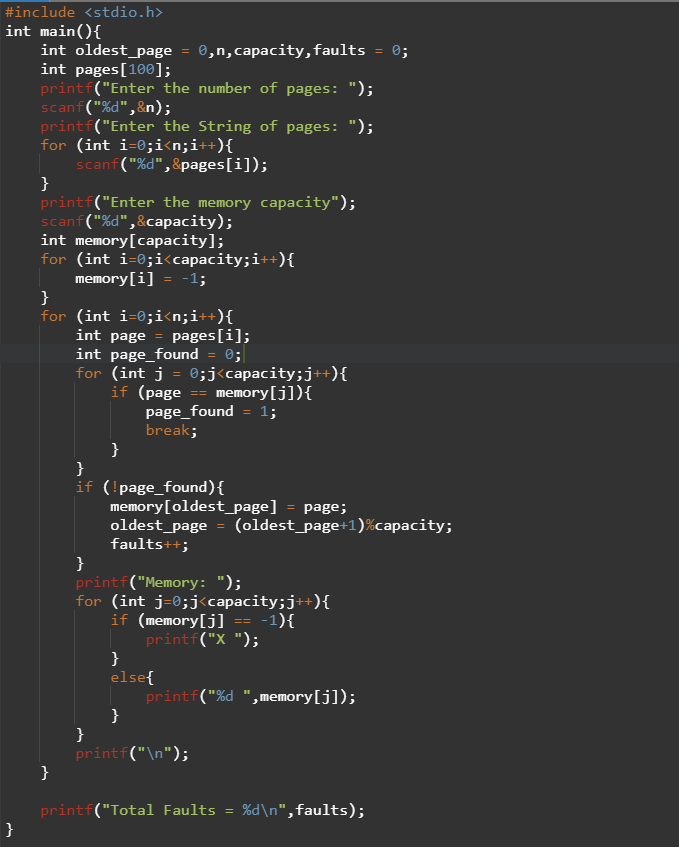 #include <stdio.h>
int main(){
    int oldest_page = 0,n,capacity,faults = 0;
    int pages[100];
    printf("Enter the number of pages: ");
    scanf("%d",&n);
    printf("Enter the String of pages: ");
    for (int i=0;i<n;i++){
        scanf("%d",&pages[i]);
    }
    printf("Enter the memory capacity");
    scanf("%d",&capacity);
    int memory[capacity];
    for (int i=0;i<capacity;i++){
        memory[i] = -1;
    }
    for (int i=0;i<n;i++){
        int page = pages[i];
        int page_found = 0;
        for (int j = 0;j<capacity;j++){
            if (page == memory[j]){
                page_found = 1;
                break;
            }
        }
        if (!page_found){
            memory[oldest_page] = page;
            oldest_page = (oldest_page+1)%capacity;
            faults++;
        }
        printf("Memory: ");
        for (int j=0;j<capacity;j++){
            if (memory[j] == -1){
                printf("X ");
            }
            else{
                printf("%d ",memory[j]);
            }
        }
        printf("\n");
    }

    printf("Total Faults = %d\n",faults);
}